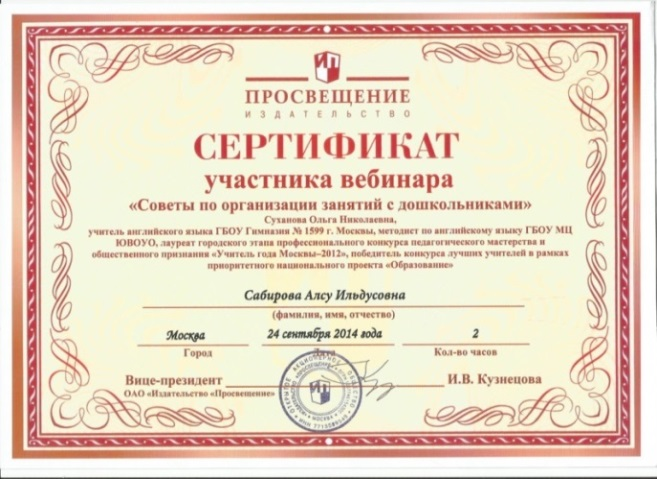 ИП
ПРОСВЕЩЕНИЕ
ИЗДАТЕЛЬСТВО
СЕРТИФИКАТ
участника вебинара
«Советы по организации занятий с дошкольниками»
Суханова Ольга Николаевна,
учитель английского языка ГБОУ Гимназия № 1599 г. Москвы, методист по английскому языку ГБОУ МЦ
ЮВОУО, лауреат городского этапа профессионального конкурса педагогического мастерства и
общественного признания «Учитель года Москвы–2012», победитель конкурса лучших учителей в рамках
приоритетного национального проекта «Образование»
Сабирова Алсу Ильдусовна
(фамилия, имя, отчество)
Москва 24 сентября 2014 года 2
Город Дата Кол-во часов
Вице-президент И.В. Кузнецова
ОАО «Издательство «Просвещение»